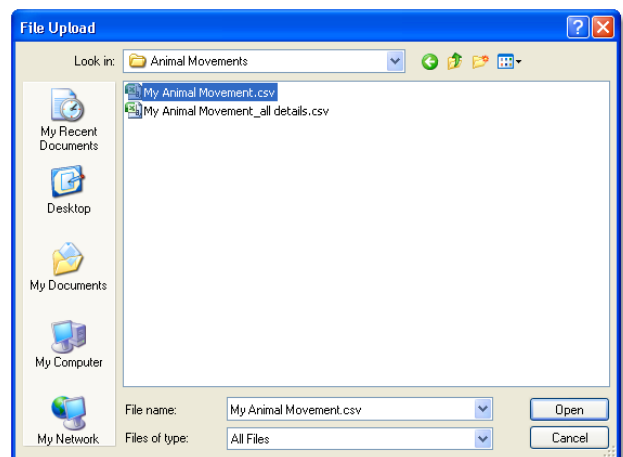 File Upload
Look in: Animal Movements
My Recent
Documents
Desktop
My Documents
My Computer
My Network
My Animal Movement.csv
My Animal Movement_all details.csv
File name: My Animal Movement.csv Open
Files of type: All Files Cancel